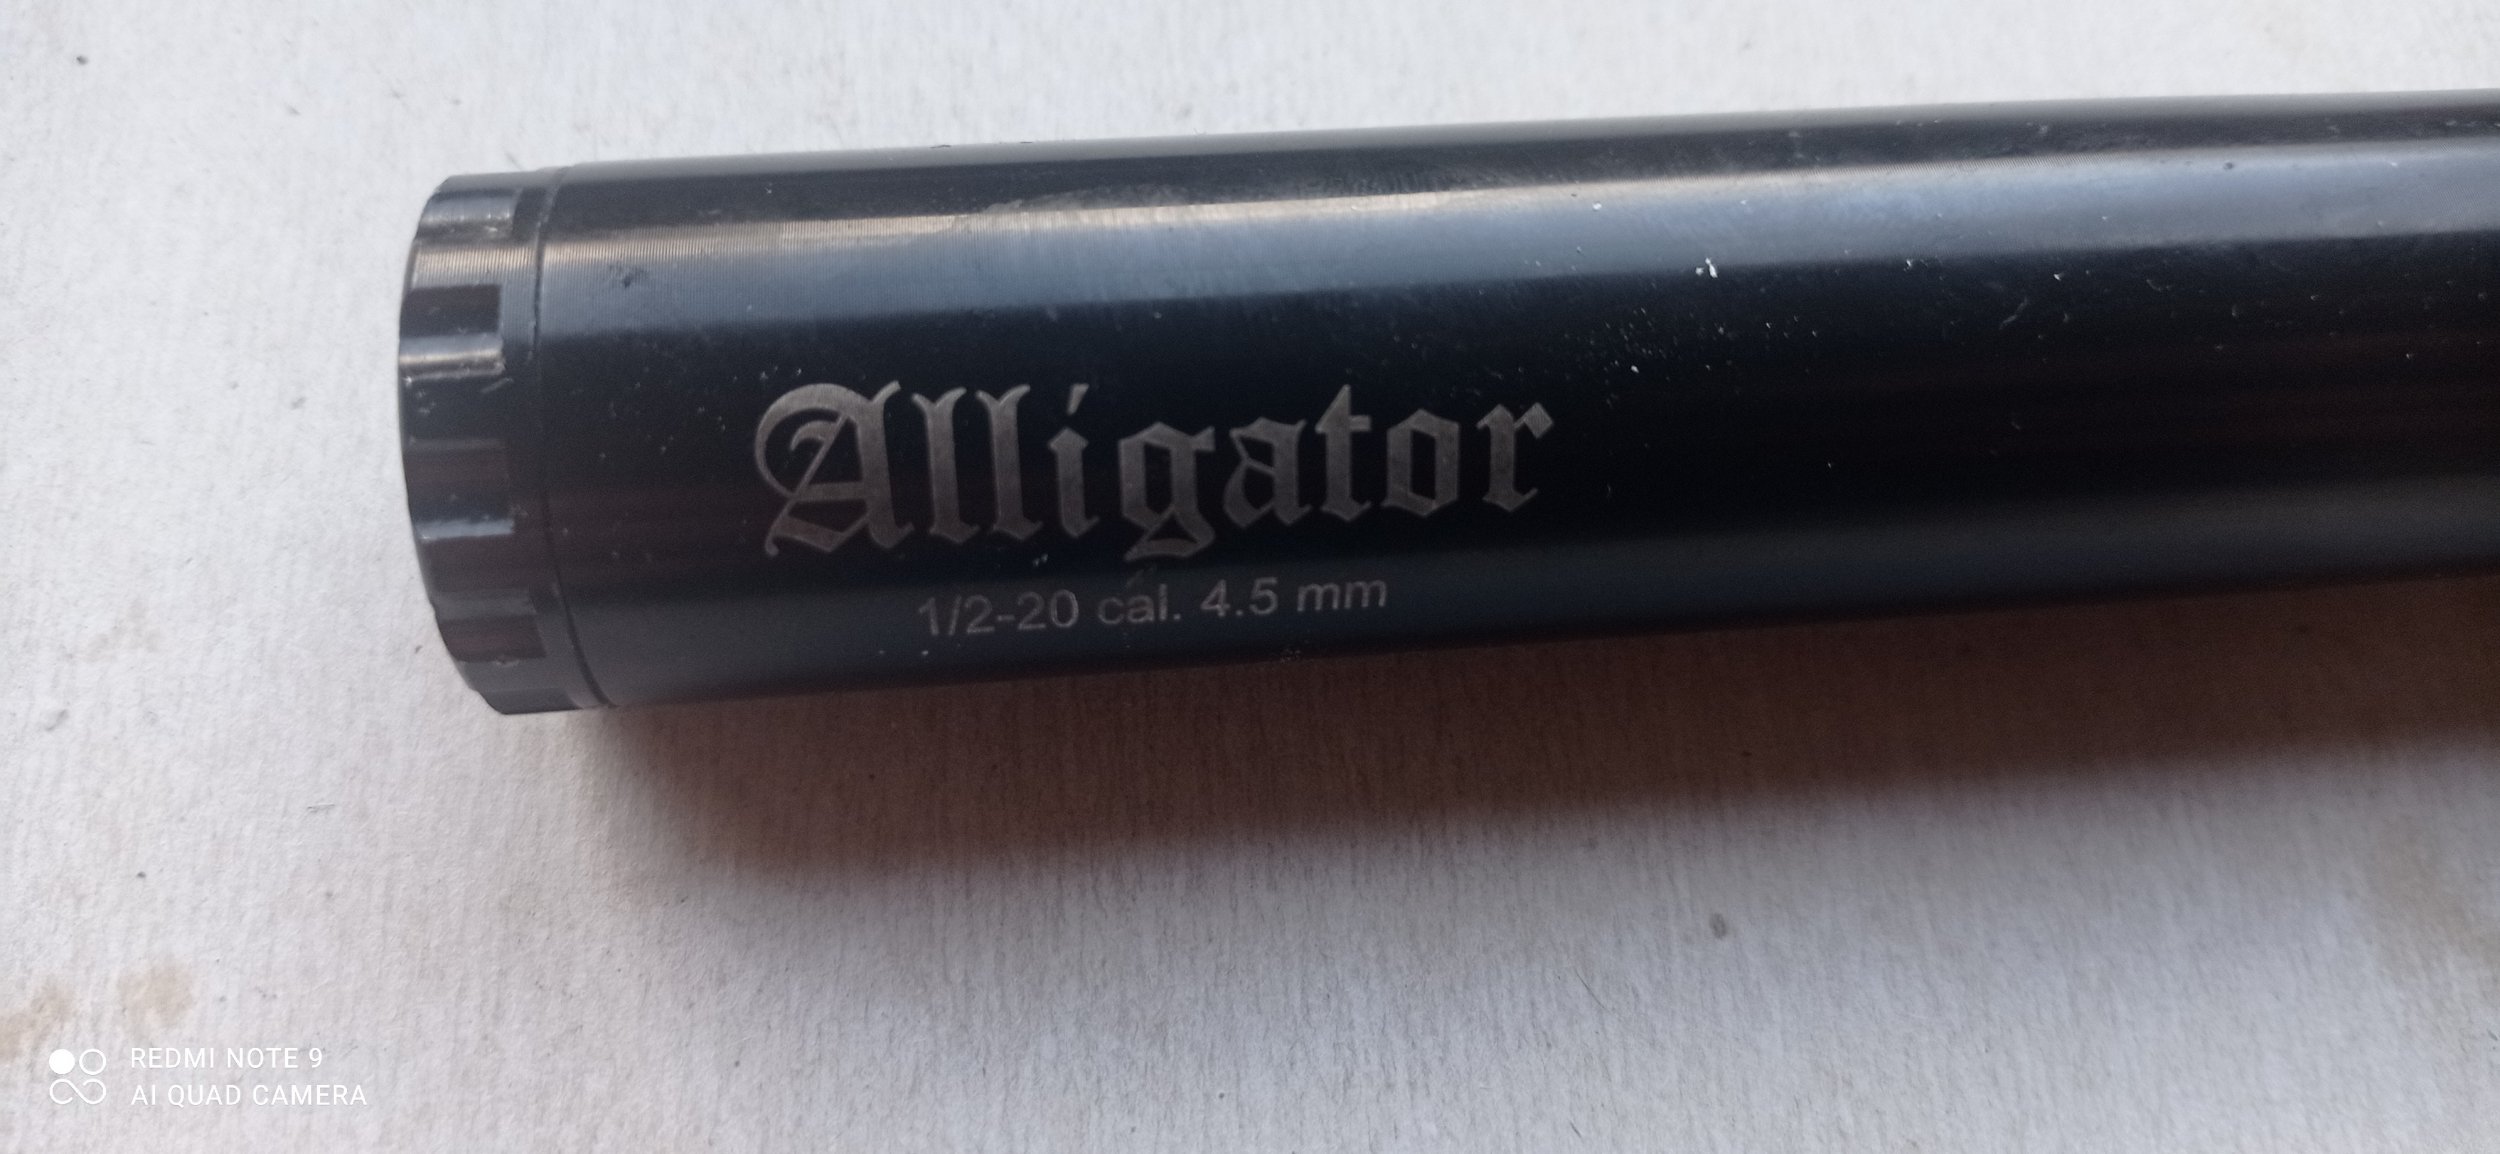 Alligator
1/2-20 cal. 4.5 mm
REDMI NOTE 9
AI QUAD CAMERA